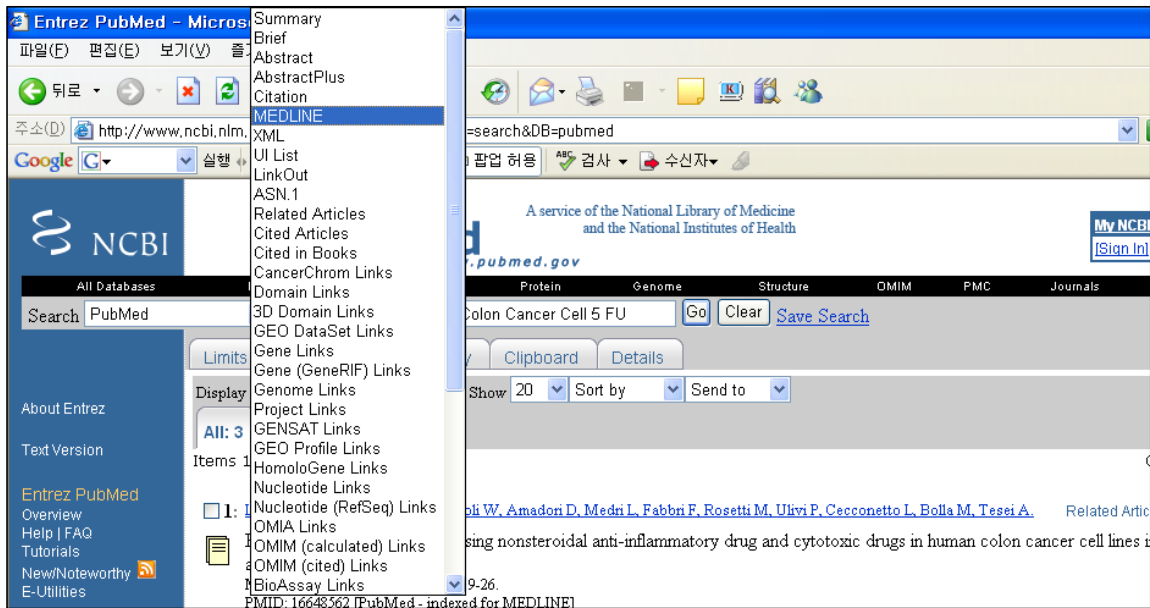 Entrez PubMed - Micros
파일(F) 편집(E) 보기(V) 즐
뒤로
주소(D) http://www.ncbi.nlm. =search&DB=pubmed
Google G 실행 팝업 허용 ABC 검사 수신자
Summary
Brief
Abstract
AbstractPlus
Citation
MEDLINE
XML
UI List
LinkOut
ASN.1
Related Articles
Cited Articles
Cited in Books
CancerChrom Links
Domain Links
3D Domain Links
GEO DataSet Links
Gene Links
Gene (GeneRIF) Links
Genome Links
Project Links
GENSAT Links
GEO Profile Links
HomoloGene Links
Nucleotide Links
Nucleotide (RefSeq) Links
OMIA Links
OMIM (calculated) Links
OMIM (cited) Links
BioAssay Links
NCBI
A service of the National Library of Medicine
and the National Institutes of Health
.pubmed.gov
My NCBI
[Sign In]
All Databases Protein Genome Structure OMIM PMC Journals
Search PubMed Colon Cancer Cell 5 FU Go Clear Save Search
Limits Clipboard Details
Display Show 20 Sort by Send to
All: 3
Items 1
About Entrez
Text Version
Entrez PubMed
Overview
Help | FAQ
Tutorials
New/Noteworthy
E-Utilities
1: oli W, Amadori D, Medri L, Fabbri F, Rosetti M, Ulivi P, Cecconetto L, Bolla M, Tesei A. Related Artic
sing nonsteroidal anti-inflammatory drug and cytotoxic drugs in human colon cancer cell lines i
9-26.
PMID: 16648562 [PubMed - indexed for MEDLINE]